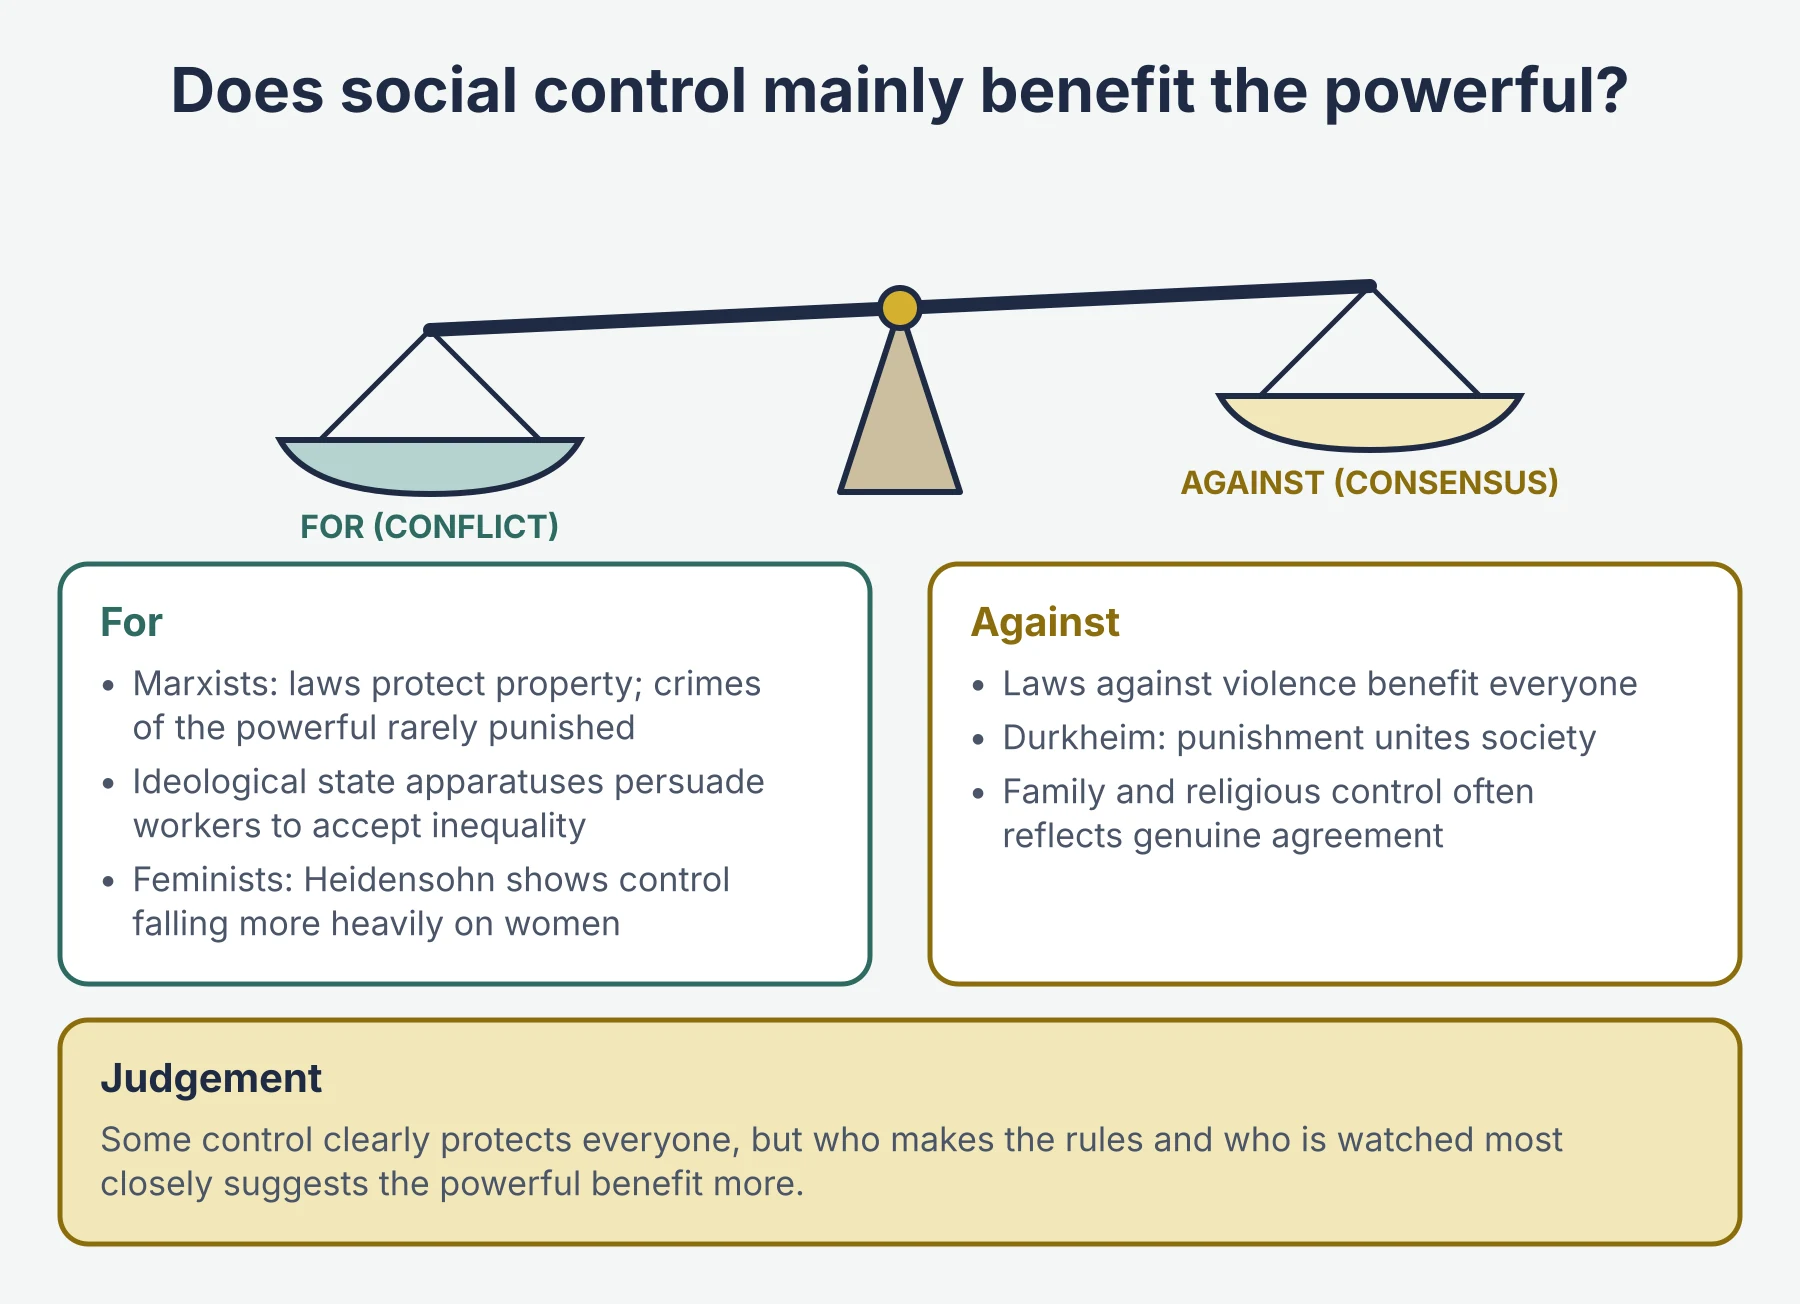 Does social control mainly benefit the powerful?
FOR (CONFLICT)
AGAINST (CONSENSUS)
For
• Marxists: laws protect property; crimes
of the powerful rarely punished
• Ideological state apparatuses persuade
workers to accept inequality
• Feminists: Heidensohn shows control
falling more heavily on women
Against
• Laws against violence benefit everyone
• Durkheim: punishment unites society
• Family and religious control often
reflects genuine agreement
Judgement
Some control clearly protects everyone, but who makes the rules and who is watched most
closely suggests the powerful benefit more.